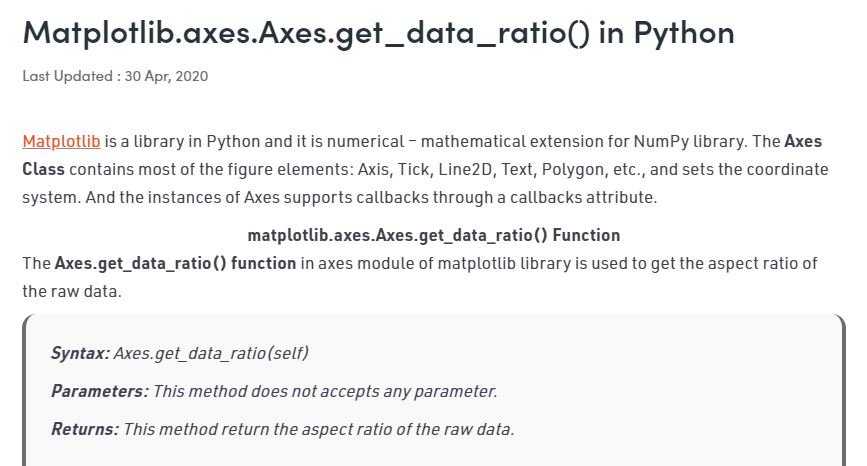 Matplotlib.axes.Axes.get_data_ratio() in Python
Last Updated : 30 Apr, 2020
Matplotlib is a library in Python and it is numerical – mathematical extension for NumPy library. The Axes
Class contains most of the figure elements: Axis, Tick, Line2D, Text, Polygon, etc., and sets the coordinate
system. And the instances of Axes supports callbacks through a callbacks attribute.
matplotlib.axes.Axes.get_data_ratio() Function
The Axes.get_data_ratio() function in axes module of matplotlib library is used to get the aspect ratio of
the raw data.
Syntax: Axes.get_data_ratio(self)
Parameters: This method does not accepts any parameter.
Returns: This method return the aspect ratio of the raw data.